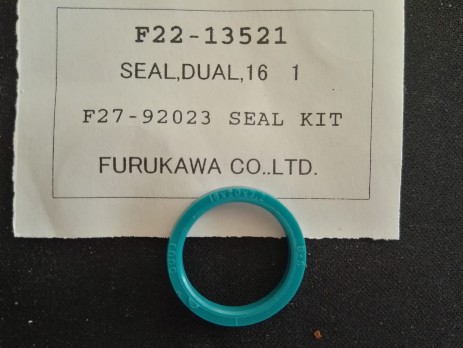 F22-13521
SEAL,DUAL,16 1
F27-92023 SEAL KIT
FURUKAWA CO..LTD.